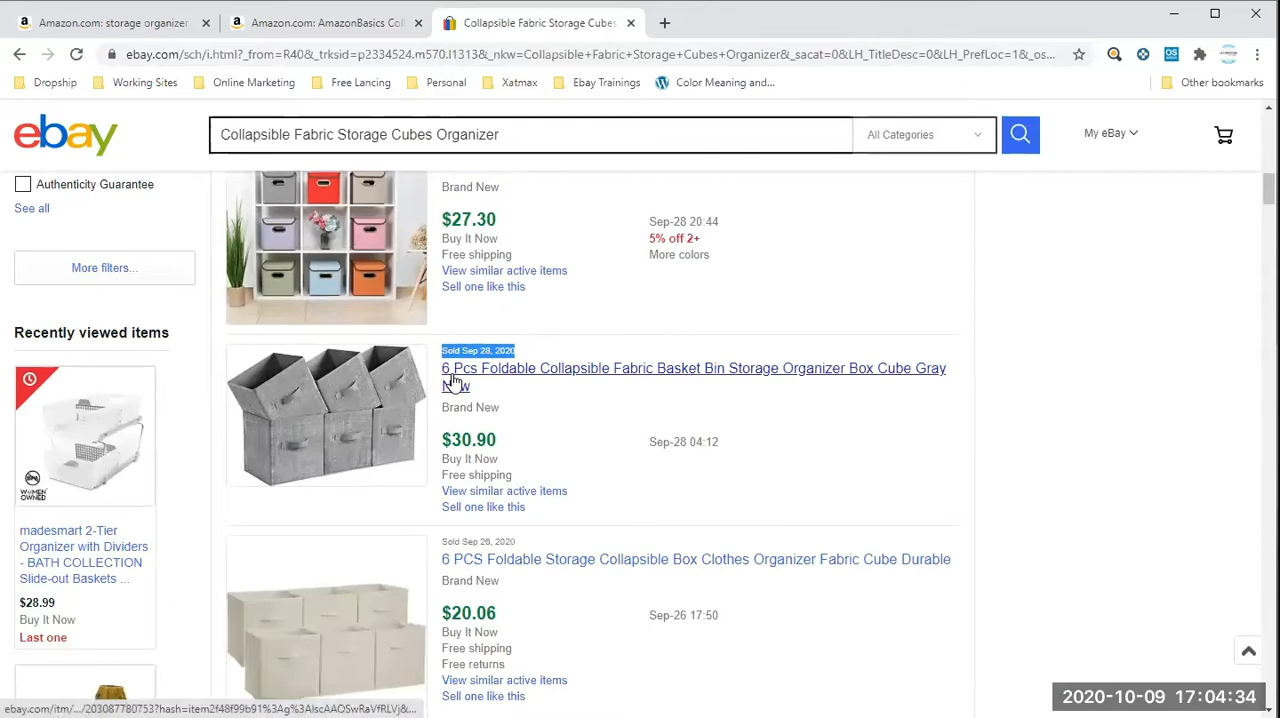 Amazon.com: storage organizer
Amazon.com: AmazonBasics Coll
Collapsible Fabric Storage Cubes
ebay.com/sch/i.html?_from=R40&_trksid=p2334524.m570.l1313&_nkw=Collapsible+Fabric+Storage+Cubes+Organizer&_sacat=0&LH_TitleDesc=0&LH_PrefLoc=1&_os...
Dropship
Working Sites
Online Marketing
Free Lancing
Personal
Xatmax
Ebay Trainings
Color Meaning and...
Other bookmarks
ebay
Collapsible Fabric Storage Cubes Organizer
All Categories
My eBay
Authenticity Guarantee
See all
More filters...
Recently viewed items
WOMEN
OWNED
madesmart 2-Tier
Organizer with Dividers
- BATH COLLECTION
Slide-out Baskets ...
$28.99
Buy It Now
Last one
Brand New
$27.30
Sep-28 20:44
Buy It Now
5% off 2+
Free shipping
More colors
View similar active items
Sell one like this
Sold Sep 28, 2020
6 Pcs Foldable Collapsible Fabric Basket Bin Storage Organizer Box Cube Gray
New
Brand New
$30.90
Sep-28 04:12
Buy It Now
Free shipping
View similar active items
Sell one like this
Sold Sep 26, 2020
6 PCS Foldable Storage Collapsible Box Clothes Organizer Fabric Cube Durable
Brand New
$20.06
Sep-26 17:50
Buy It Now
Free shipping
Free returns
View similar active items
Sell one like this
ebay.com/itm/.../203087780753?hash=item2f48f99b91%3Ag%3AIscAAOSwRaVfRLVj&...
2020-10-09 17:04:34